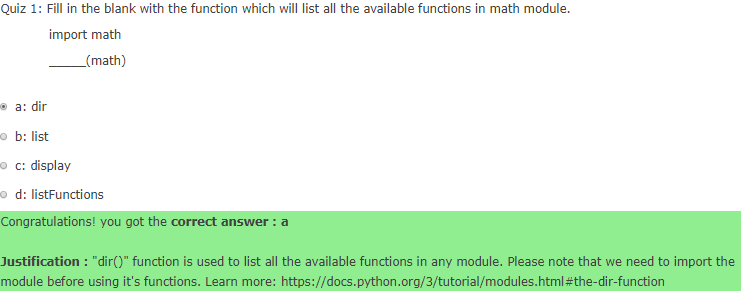 Quiz 1: Fill in the blank with the function which will list all the available functions in math module.
import math
_____(math)
a: dir
b: list
c: display
d: listFunctions
Congratulations! you got the correct answer : a
Justification : "dir()" function is used to list all the available functions in any module. Please note that we need to import the
module before using it's functions. Learn more: https://docs.python.org/3/tutorial/modules.html#the-dir-function